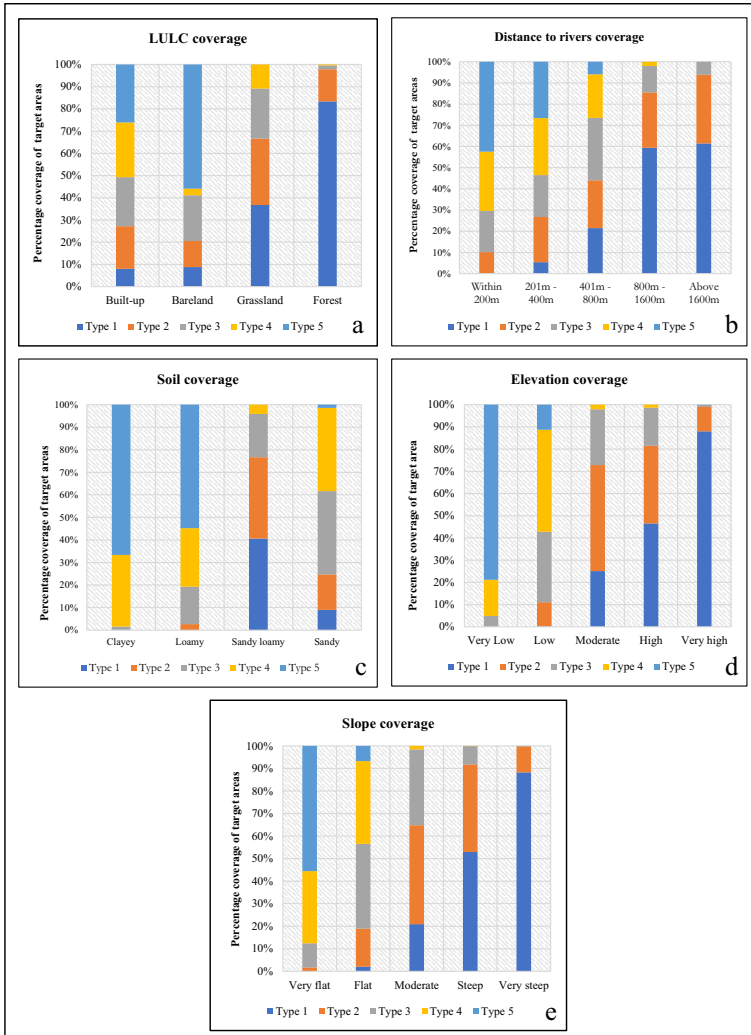 LULC coverage
Percentage coverage of target areas
100%
90%
80%
70%
60%
50%
40%
30%
20%
10%
0%
Built-up Bareland Grassland Forest
Type 1 Type 2 Type 3 Type 4 Type 5
a
Distance to rivers coverage
Percentage coverage of target areas
100%
90%
80%
70%
60%
50%
40%
30%
20%
10%
0%
Within 201m - 401m - 800m - Above
200m 400m 800m 1600m 1600m
Type 1 Type 2 Type 3 Type 4 Type 5
b
Soil coverage
Percentage coverage of target areas
100%
90%
80%
70%
60%
50%
40%
30%
20%
10%
0%
Clayey Loamy Sandy loamy Sandy
Type 1 Type 2 Type 3 Type 4 Type 5
c
Elevation coverage
Percentage coverage of target area
100%
90%
80%
70%
60%
50%
40%
30%
20%
10%
0%
Very Low Low Moderate High Very high
Type 1 Type 2 Type 3 Type 4 Type 5
d
Slope coverage
Percentage coverage of target areas
100%
90%
80%
70%
60%
50%
40%
30%
20%
10%
0%
Very flat Flat Moderate Steep Very steep
Type 1 Type 2 Type 3 Type 4 Type 5
e